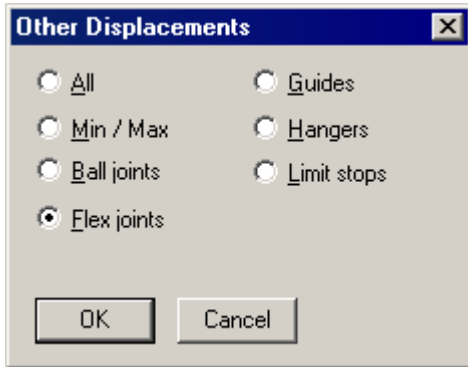 Other Displacements
All
Guides
Min / Max
Hangers
Ball joints
Limit stops
Flex joints
OK
Cancel